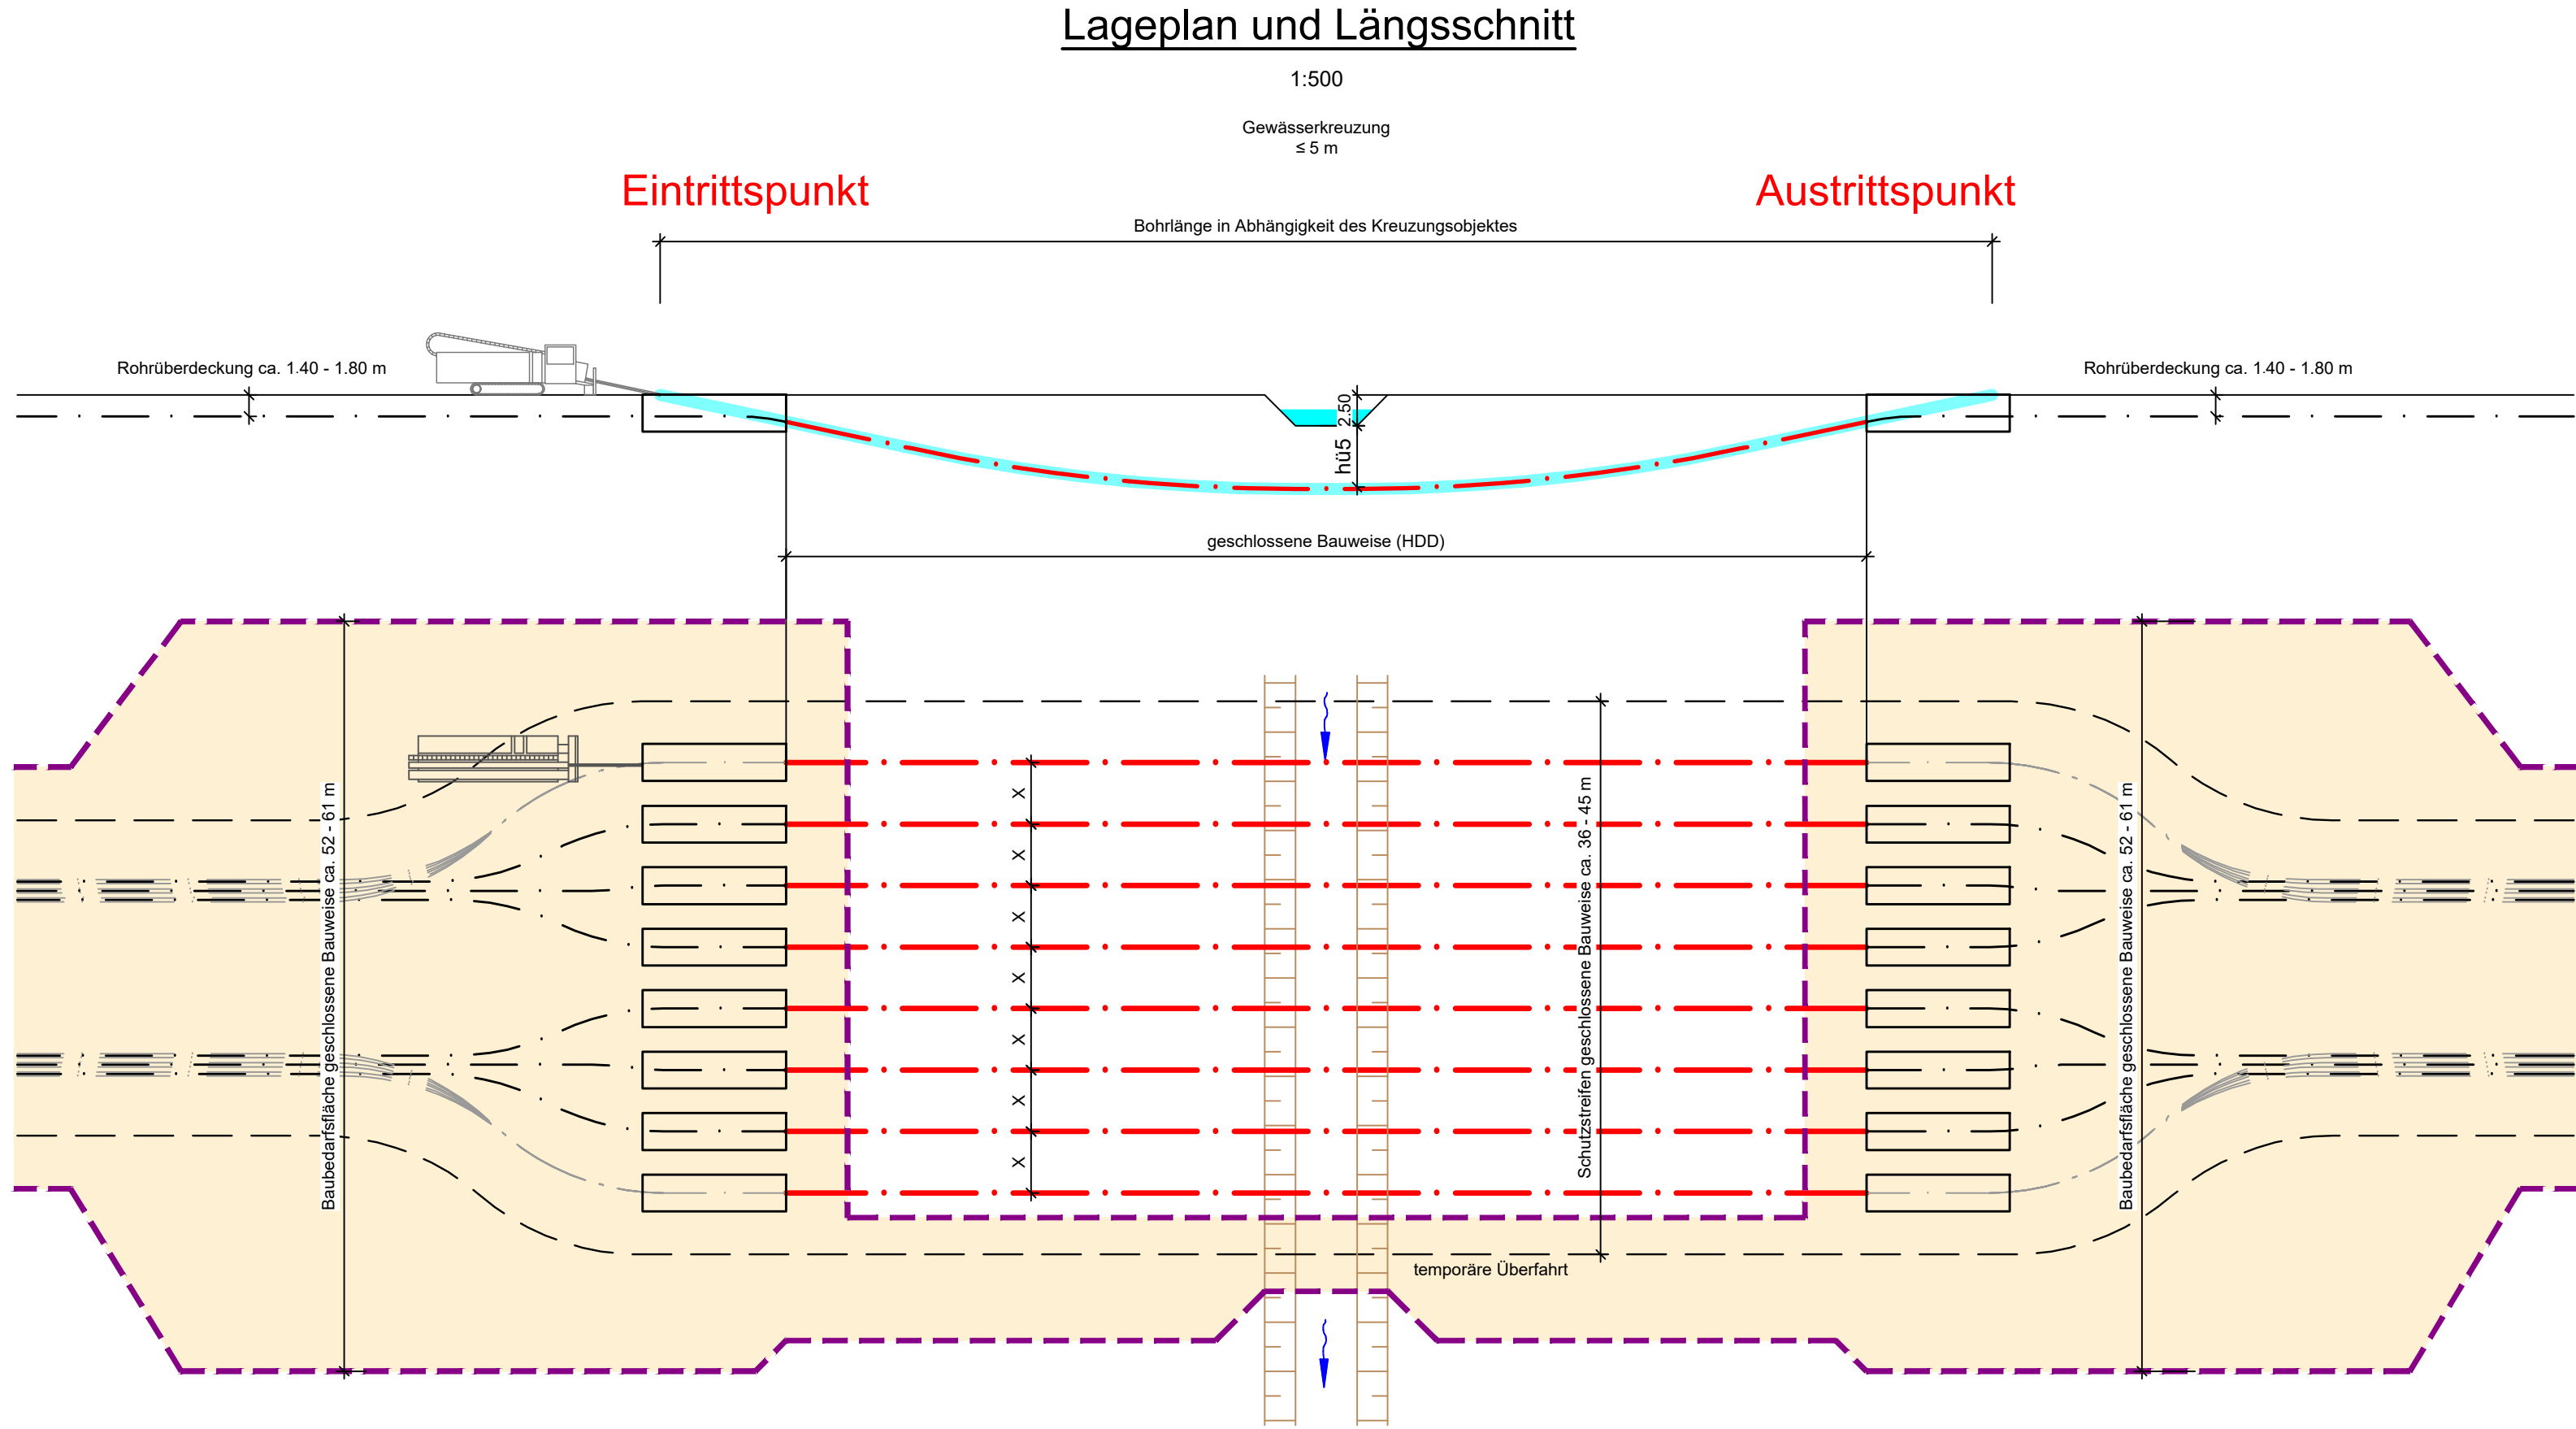 Lageplan und Längsschnitt
1:500
Gewässerkreuzung
≤ 5 m
Eintrittspunkt
Austrittspunkt
Bohrlänge in Abhängigkeit des Kreuzungsobjektes
Rohrüberdeckung ca. 1.40 - 1.80 m
Rohrüberdeckung ca. 1.40 - 1.80 m
2.50
hü5
geschlossene Bauweise (HDD)
Baubedarfsfläche geschlossene Bauweise ca. 52 - 61 m
X
X
X
X
X
X
X
Schutzstreifen geschlossene Bauweise ca. 36 - 45 m
Baubedarfsfläche geschlossene Bauweise ca. 52 - 61 m
temporäre Überfahrt